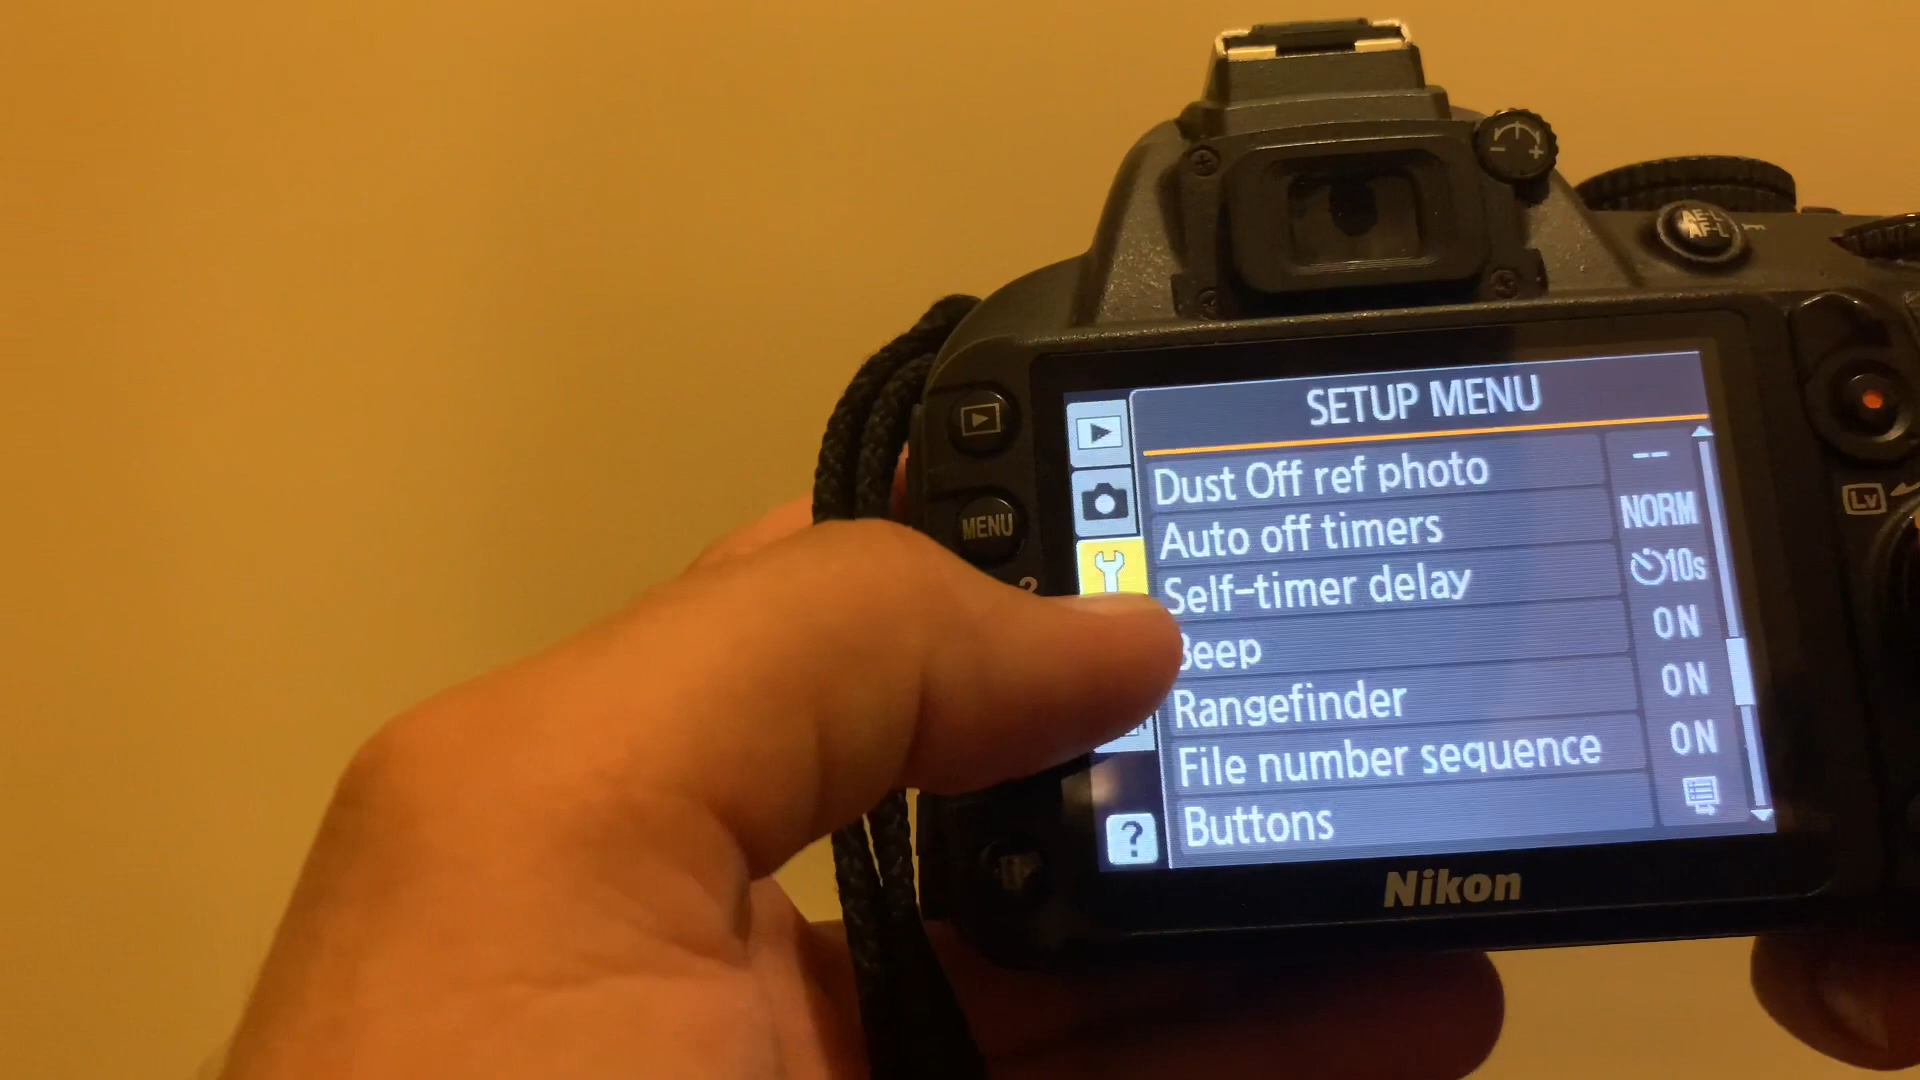 AE-L
AF-L
SETUP MENU
Dust Off ref photo --
Auto off timers NORM
Self-timer delay 10s
Beep ON
Rangefinder ON
File number sequence ON
Buttons
MENU
Lv
?
Nikon